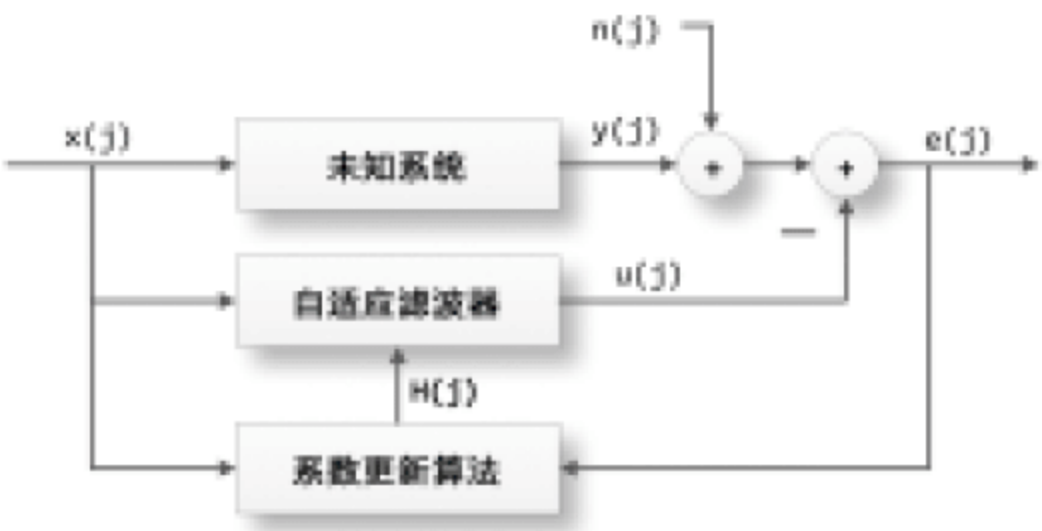 n(j)
x(j)
y(j)
e(j)
未知系统
+
+
—
u(j)
自适应滤波器
H(j)
系数更新算法